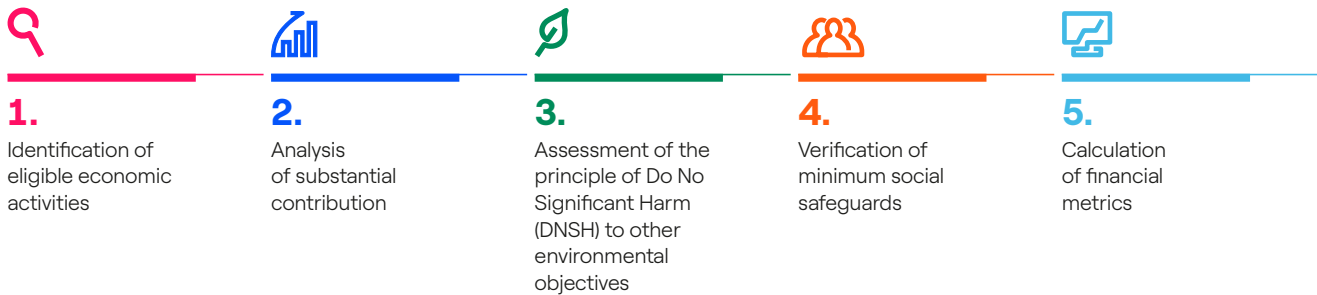 1.
Identification of
eligible economic
activities
2.
Analysis
of substantial
contribution
3.
Assessment of the
principle of Do No
Significant Harm
(DNSH) to other
environmental
objectives
4.
Verification of
minimum social
safeguards
5.
Calculation
of financial
metrics